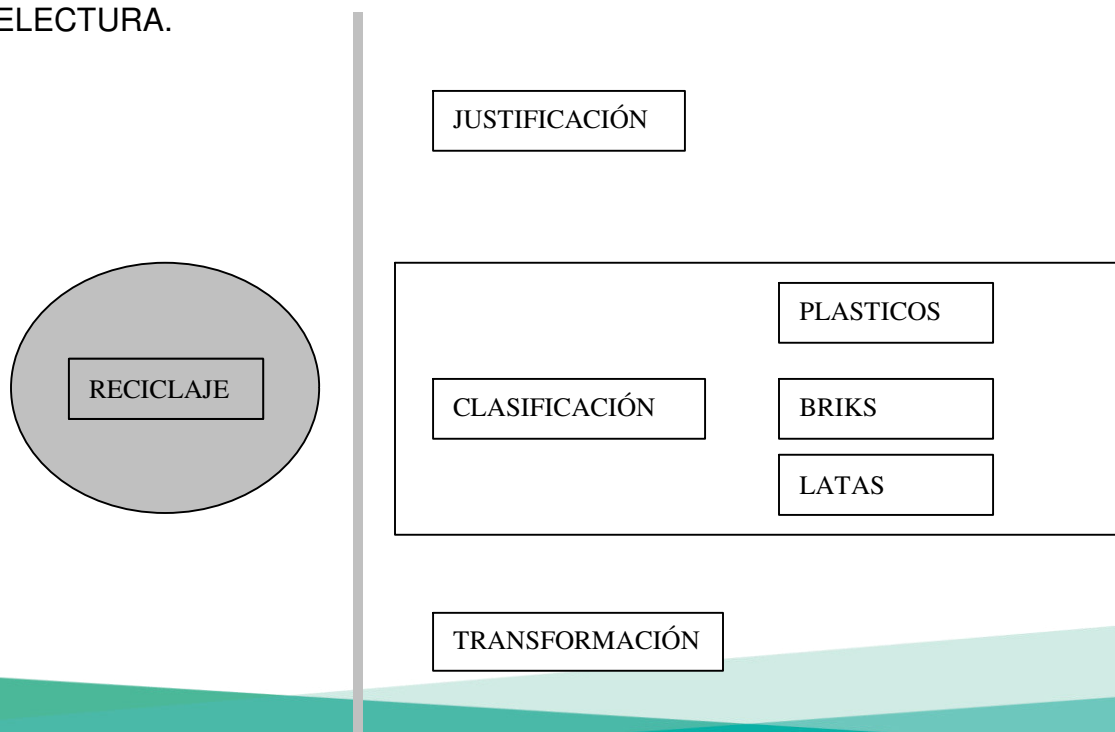 ELECTURA.
JUSTIFICACIÓN
RECICLAJE
CLASIFICACIÓN
PLASTICOS
BRIKS
LATAS
TRANSFORMACIÓN